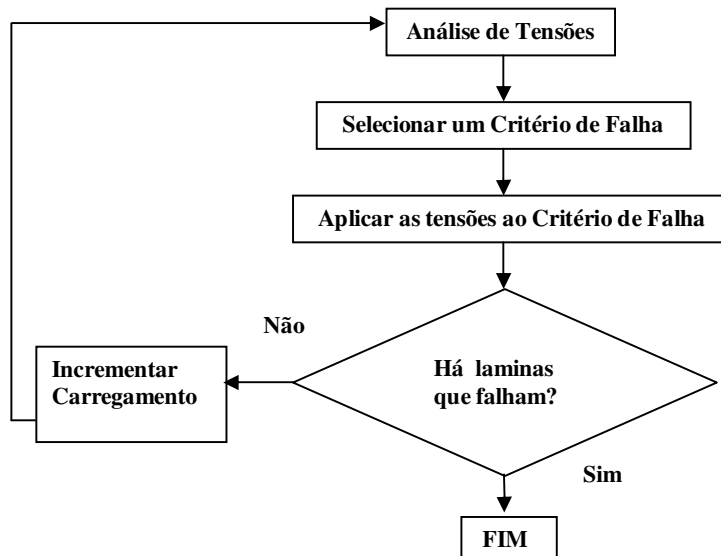 Análise de Tensões
Selecionar um Critério de Falha
Aplicar as tensões ao Critério de Falha
Não
Há laminas
que falham?
Incrementar
Carregamento
Sim
FIM